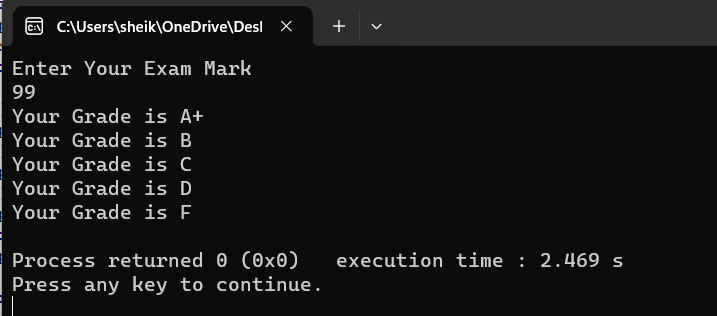 C:\Users\sheik\OneDrive\Desl
Enter Your Exam Mark
99
Your Grade is A+
Your Grade is B
Your Grade is C
Your Grade is D
Your Grade is F
Process returned 0 (0x0)   execution time : 2.469 s
Press any key to continue.